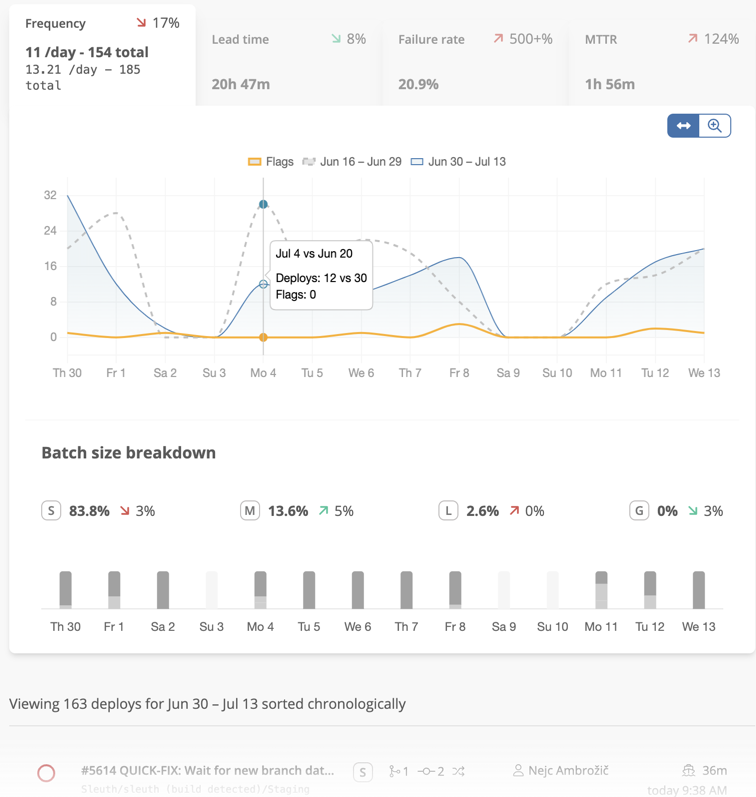 Frequency 17%
11 /day - 154 total
13.21 /day – 185
total
Lead time 8%
20h 47m
Failure rate 500+%
20.9%
MTTR 124%
1h 56m
Flags Jun 16 – Jun 29 Jun 30 – Jul 13
32
24
16
8
0
Jul 4 vs Jun 20
Deploys: 12 vs 30
Flags: 0
Th 30 Fr 1 Sa 2 Su 3 Mo 4 Tu 5 We 6 Th 7 Fr 8 Sa 9 Su 10 Mo 11 Tu 12 We 13
Batch size breakdown
S 83.8% 3% M 13.6% 5% L 2.6% 0% G 0% 3%
Th 30 Fr 1 Sa 2 Su 3 Mo 4 Tu 5 We 6 Th 7 Fr 8 Sa 9 Su 10 Mo 11 Tu 12 We 13
Viewing 163 deploys for Jun 30 – Jul 13 sorted chronologically
#5614 QUICK-FIX: Wait for new branch dat... S 1 2 Nejc Ambrožič 36m
Sleuth/sleuth (build detected)/Staging today 9:38 AM